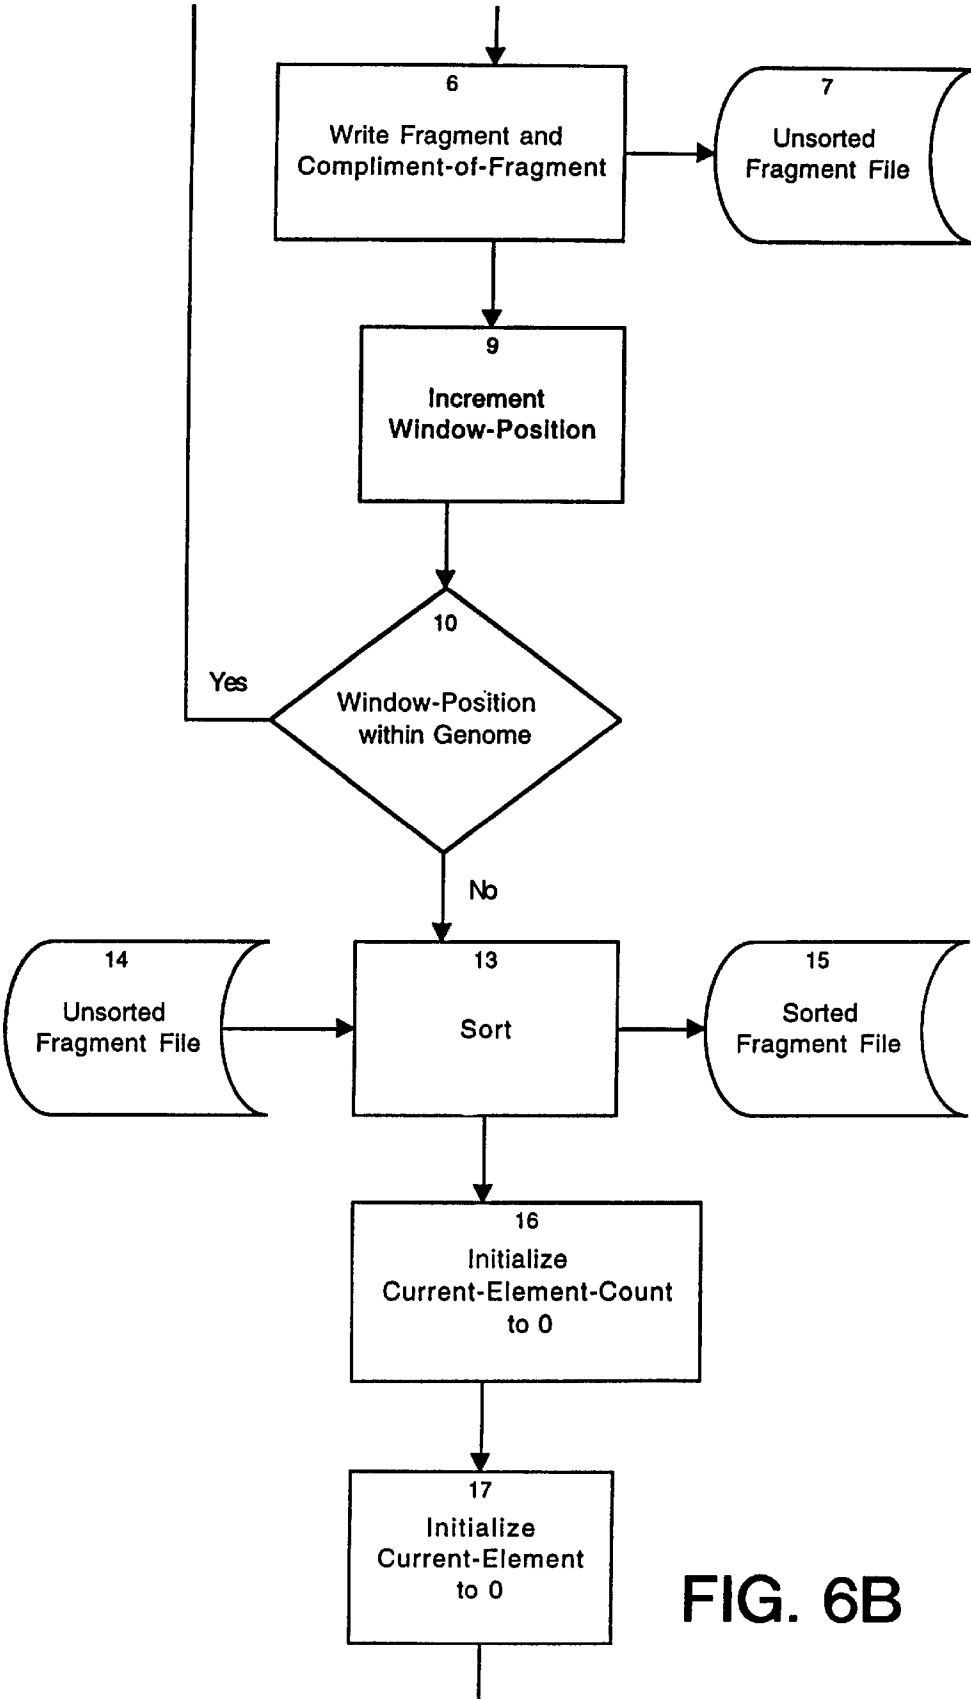 6
Write Fragment and
Compliment-of-Fragment
7
Unsorted
Fragment File
9
Increment
Window-Position
10
Window-Position
within Genome
Yes
No
14
Unsorted
Fragment File
13
Sort
15
Sorted
Fragment File
16
Initialize
Current-Element-Count
to 0
17
Initialize
Current-Element
to 0
FIG. 6B